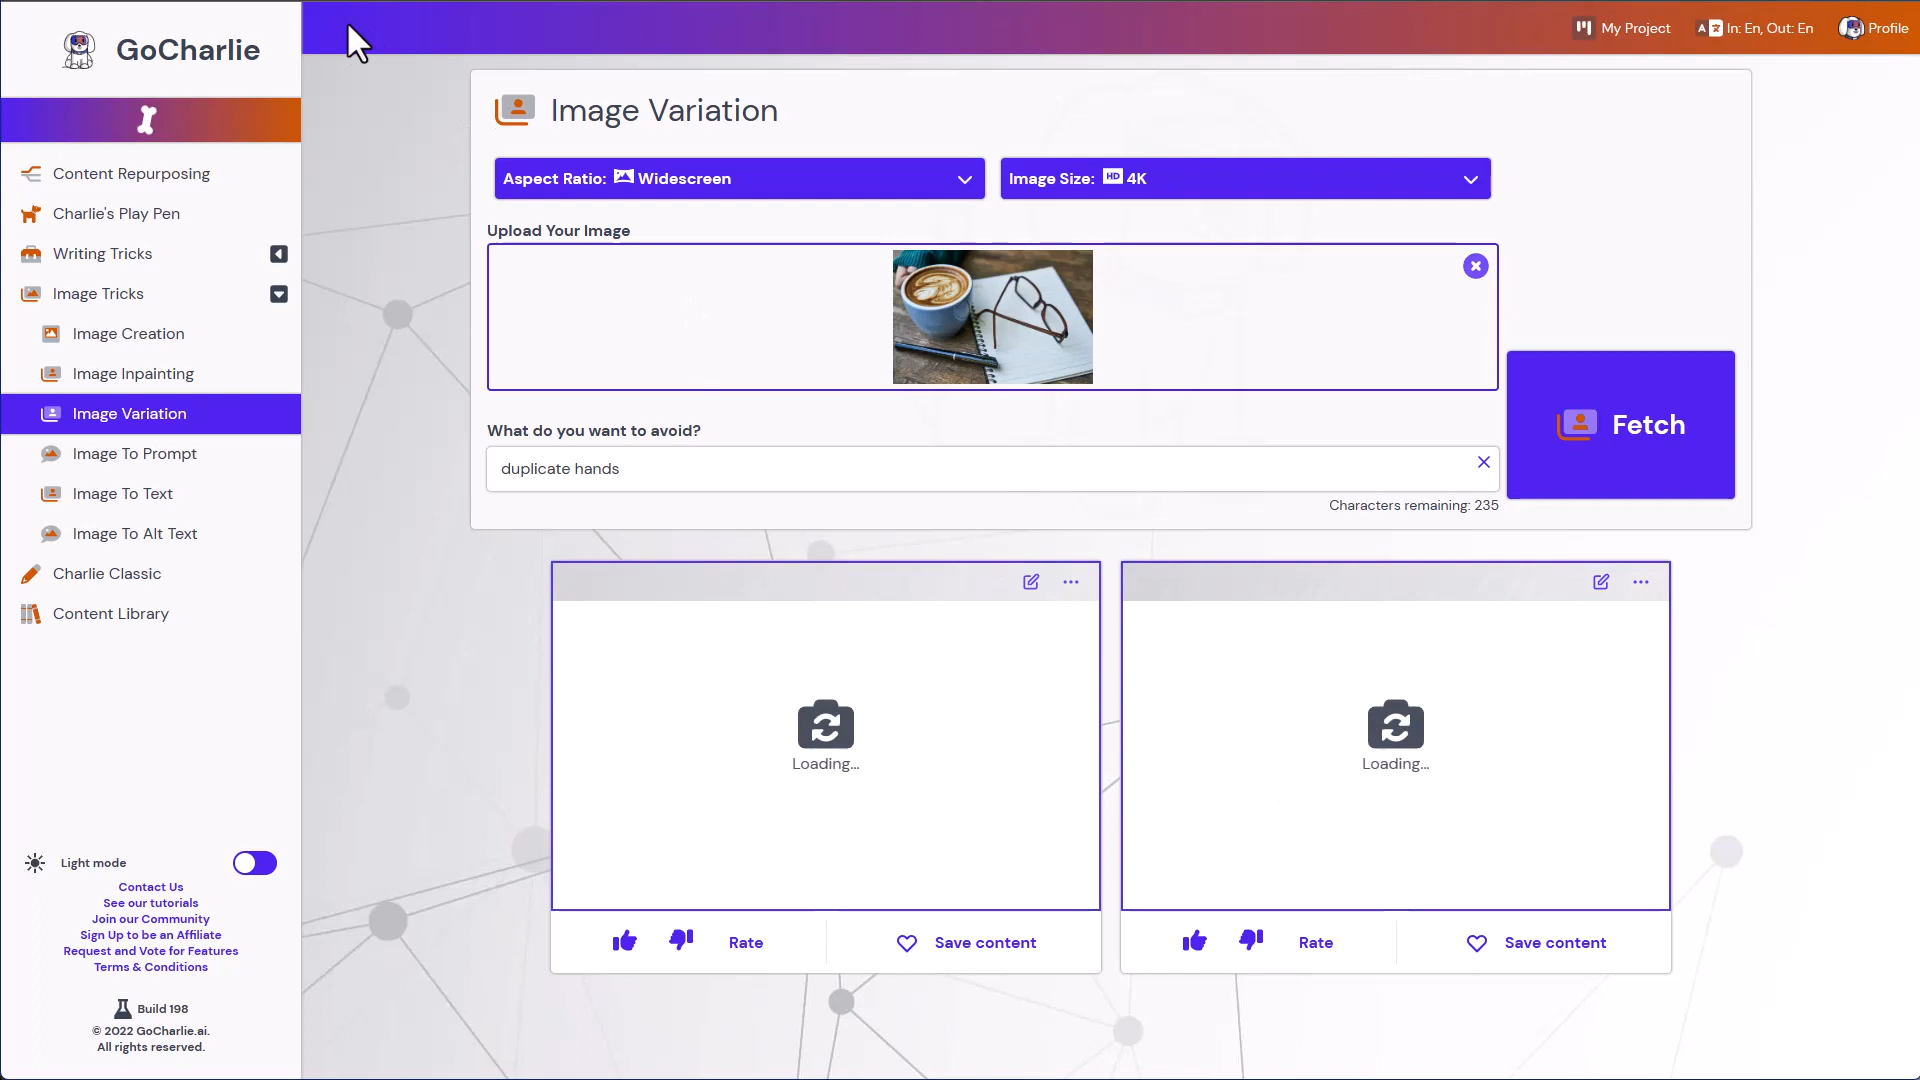 GoCharlie
My Project
In: En, Out: En
Profile
Content Repurposing
Charlie's Play Pen
Writing Tricks
Image Tricks
Image Creation
Image Inpainting
Image Variation
Image To Prompt
Image To Text
Image To Alt Text
Charlie Classic
Content Library
Light mode
Contact Us
See our tutorials
Join our Community
Sign Up to be an Affiliate
Request and Vote for Features
Terms & Conditions
Build 198
© 2022 GoCharlie.ai.
All rights reserved.
Image Variation
Aspect Ratio: Widescreen
Image Size: HD 4K
Upload Your Image
What do you want to avoid?
duplicate hands
Characters remaining: 235
Fetch
Loading...
Rate
Save content
Loading...
Rate
Save content